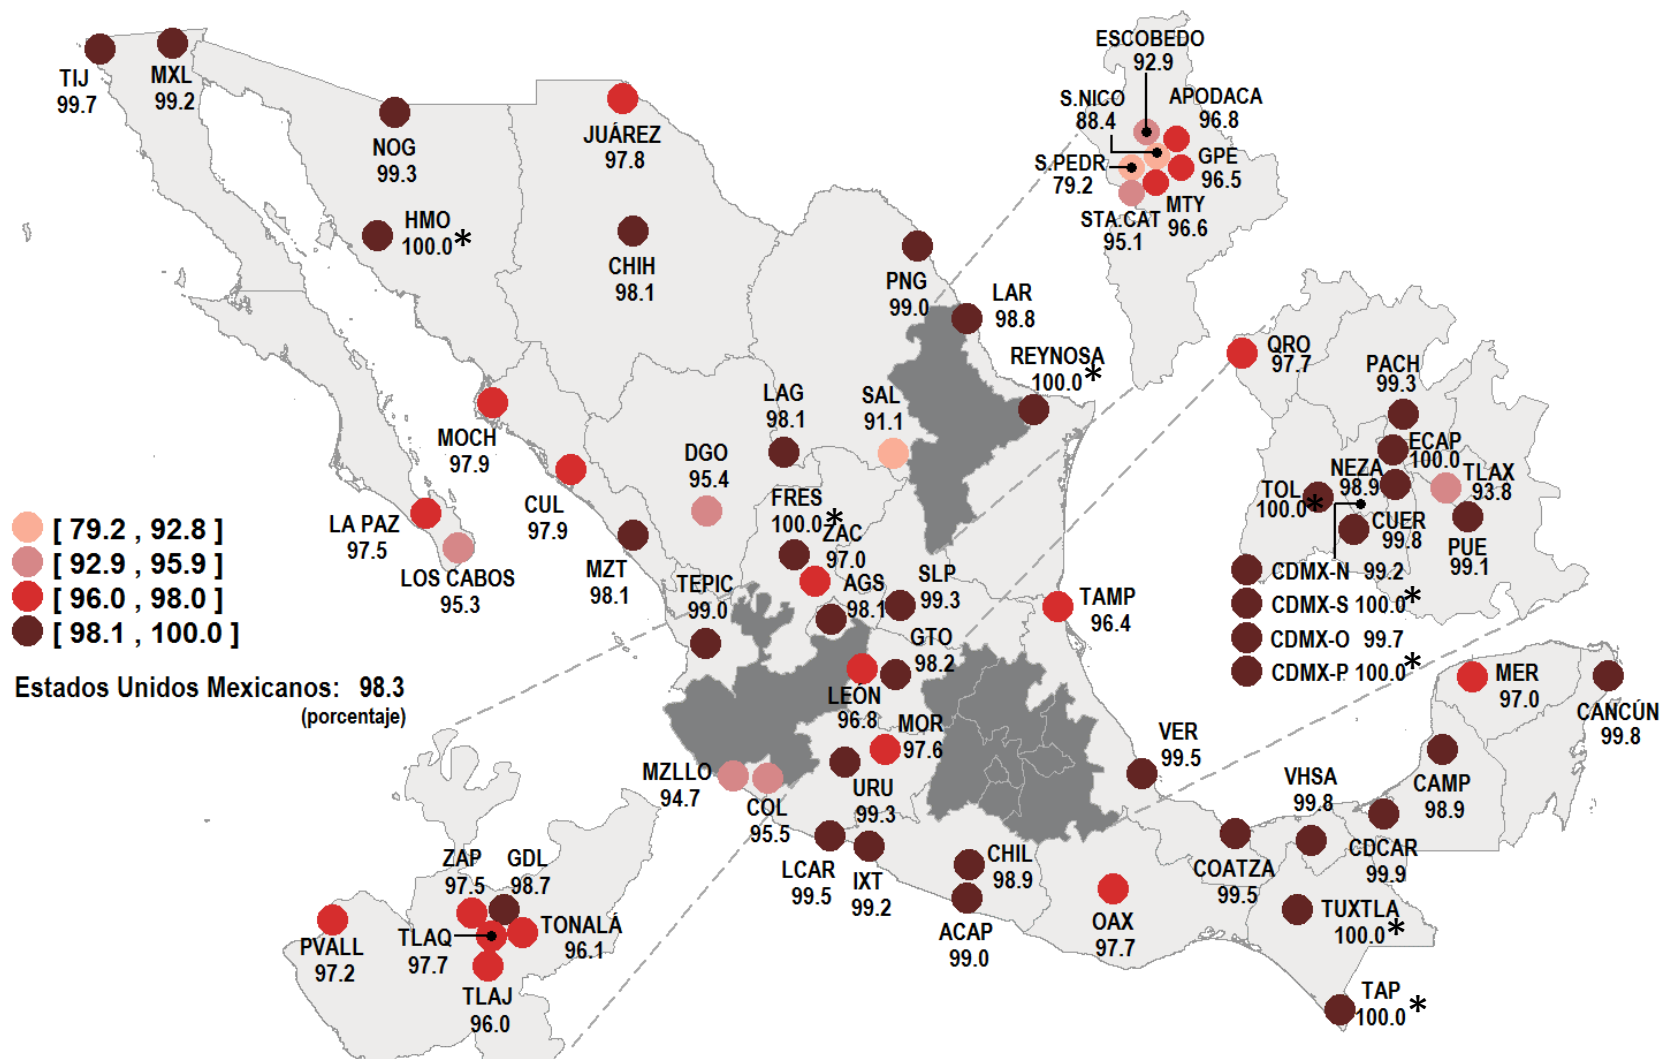 TIJ
99.7
MXL
99.2
NOG
99.3
HMO
100.0*
JUÁREZ
97.8
CHIH
98.1
PNG
99.0
LAR
98.8
REYNOSA
100.0*
ESCOBEDO
92.9
S.NICO
88.4
APODACA
96.8
S.PEDR
79.2
GPE
96.5
MTY
96.6
STA.CAT
95.1
MOCH
97.9
CUL
97.9
LA PAZ
97.5
LOS CABOS
95.3
MZT
98.1
DGO
95.4
LAG
98.1
SAL
91.1
FRES
100.0*
ZAC
97.0
TEPIC
99.0
AGS
98.1
SLP
99.3
GTO
98.2
LEÓN
96.8
MOR
97.6
URU
99.3
MZLLO
94.7
COL
95.5
LCAR
99.5
IXT
99.2
CHIL
98.9
ACAP
99.0
TAMP
96.4
VER
99.5
OAX
97.7
COATZA
99.5
VHSA
99.8
CDCAR
99.9
CAMP
98.9
MER
97.0
CANCÚN
99.8
TUXTLA
100.0*
TAP
100.0*
QRO
97.7
PACH
99.3
ECAP
100.0
NEZA
98.9
TLAX
93.8
TOL
100.0*
CUER
99.8
PUE
99.1
CDMX-N 99.2
CDMX-S 100.0*
CDMX-O 99.7
CDMX-P 100.0*
ZAP
97.5
GDL
98.7
TONALÁ
96.1
TLAQ
97.7
PVALL
97.2
TLAJ
96.0
[ 79.2 , 92.8 ]
[ 92.9 , 95.9 ]
[ 96.0 , 98.0 ]
[ 98.1 , 100.0 ]
Estados Unidos Mexicanos: 98.3
(porcentaje)